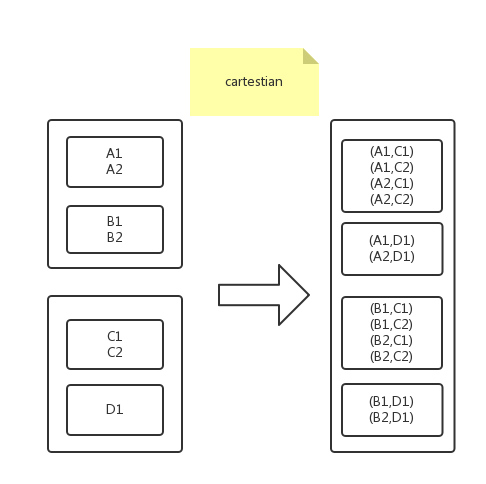 cartestian
A1
A2
B1
B2
C1
C2
D1
(A1,C1)
(A1,C2)
(A2,C1)
(A2,C2)
(A1,D1)
(A2,D1)
(B1,C1)
(B1,C2)
(B2,C1)
(B2,C2)
(B1,D1)
(B2,D1)